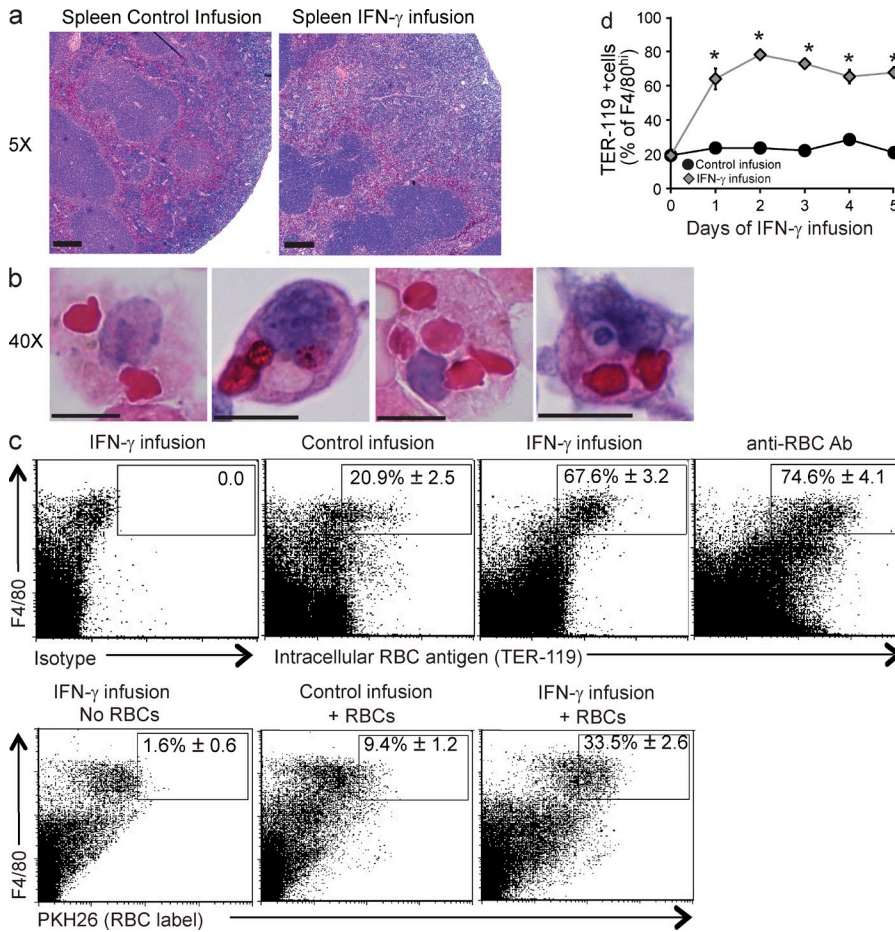 a
Spleen Control Infusion
Spleen IFN-γ infusion
5X
b
40X
c
IFN-γ infusion
Control infusion
IFN-γ infusion
anti-RBC Ab
0.0
20.9% ± 2.5
67.6% ± 3.2
74.6% ± 4.1
F4/80
Isotype
Intracellular RBC antigen (TER-119)
IFN-γ infusion
No RBCs
Control infusion
+ RBCs
IFN-γ infusion
+ RBCs
1.6% ± 0.6
9.4% ± 1.2
33.5% ± 2.6
F4/80
PKH26 (RBC label)
d
TER-119 +cells
(% of F4/80hi)
100
80
60
40
20
0
* * * * *
Control infusion
IFN-γ infusion
0 1 2 3 4 5
Days of IFN-γ infusion